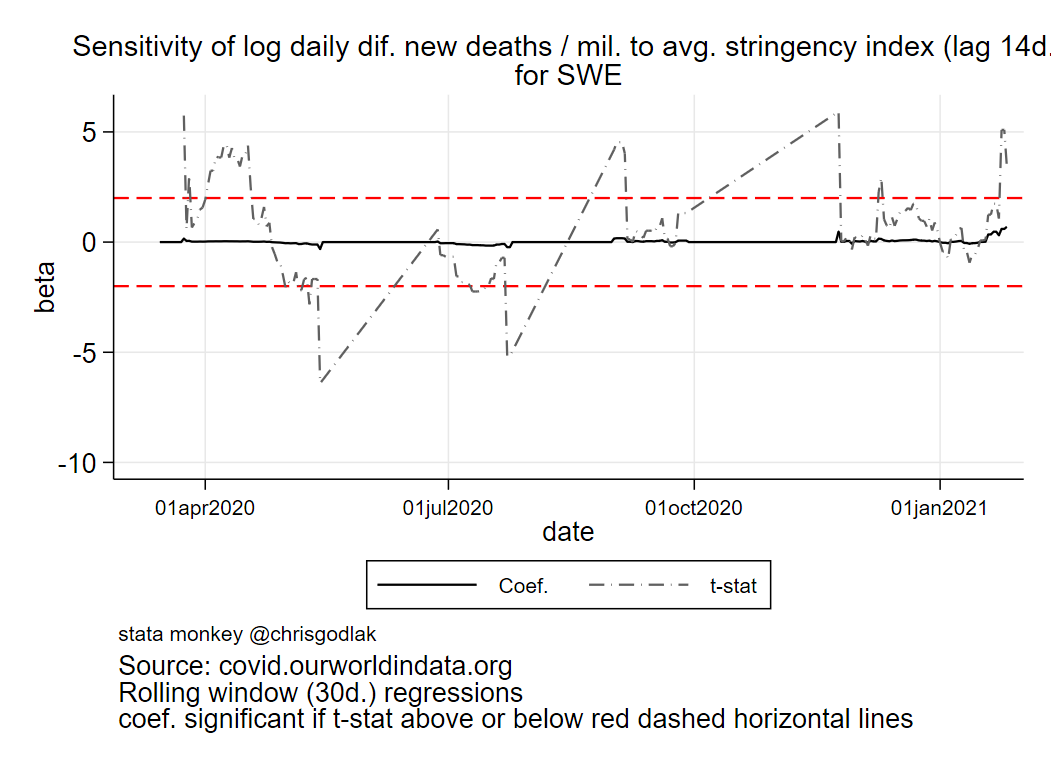 Sensitivity of log daily dif. new deaths / mil. to avg. stringency index (lag 14d.
for SWE
5
0
-5
-10
beta
01apr2020 01jul2020 01oct2020 01jan2021
date
Coef. t-stat
stata monkey @chrisgodlak
Source: covid.ourworldindata.org
Rolling window (30d.) regressions
coef. significant if t-stat above or below red dashed horizontal lines